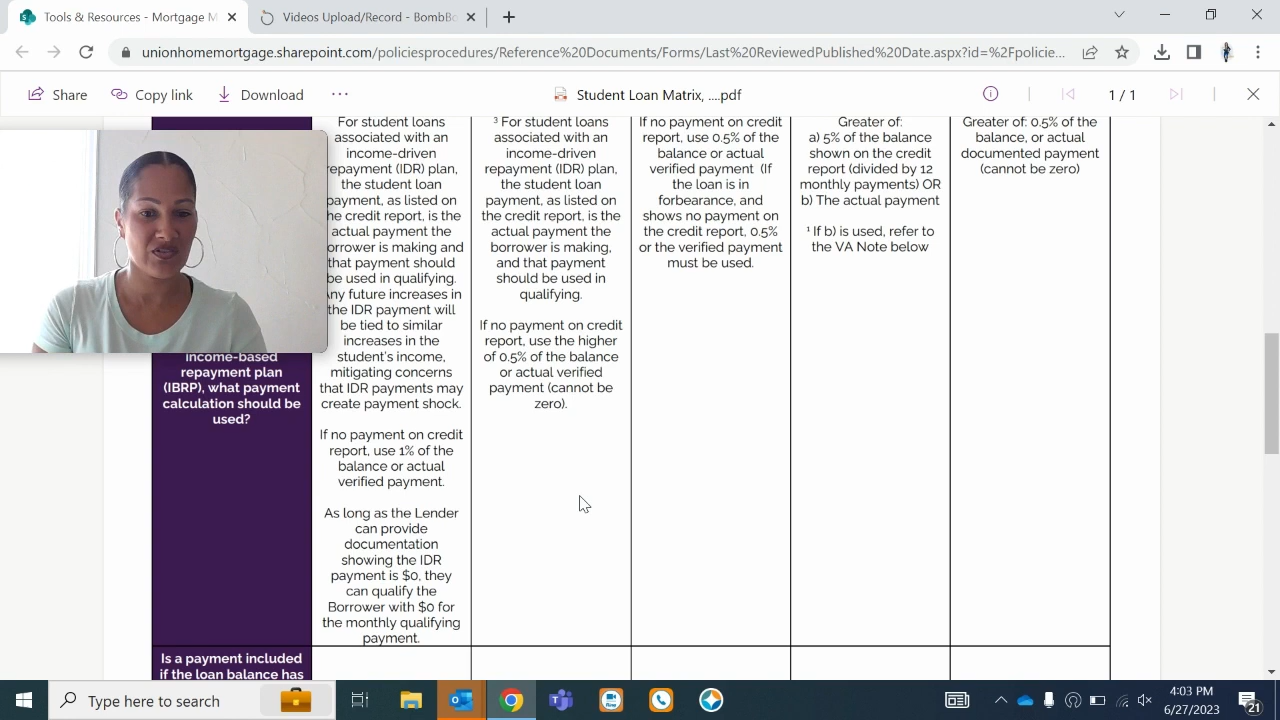 Tools & Resources - Mortgage M
Videos Upload/Record - BombBo
unionhomemortgage.sharepoint.com/policiesprocedures/Reference%20Documents/Forms/Last%20ReviewedPublished%20Date.aspx?id=%2Fpolicie...
Share
Copy link
Download
Student Loan Matrix, ....pdf
1 / 1
income-based
repayment plan
(IBRP), what payment
calculation should be
used?
For student loans
associated with an
income-driven
repayment (IDR) plan,
the student loan
payment, as listed on
the credit report, is the
actual payment the
borrower is making and
that payment should
be used in qualifying.
Any future increases in
the IDR payment will
be tied to similar
increases in the
student's income,
mitigating concerns
that IDR payments may
create payment shock.
If no payment on credit
report, use 1% of the
balance or actual
verified payment.
As long as the Lender
can provide
documentation
showing the IDR
payment is $0, they
can qualify the
Borrower with $0 for
the monthly qualifying
payment.
³ For student loans
associated with an
income-driven
repayment (IDR) plan,
the student loan
payment, as listed on
the credit report, is the
actual payment the
borrower is making,
and that payment
should be used in
qualifying.
If no payment on credit
report, use the higher
of 0.5% of the balance
or actual verified
payment (cannot be
zero).
If no payment on credit
report, use 0.5% of the
balance or actual
verified payment (If
the loan is in
forbearance, and
shows no payment on
the credit report, 0.5%
or the verified payment
must be used.
Greater of:
a) 5% of the balance
shown on the credit
report (divided by 12
monthly payments) OR
b) The actual payment
¹ If b) is used, refer to
the VA Note below
Greater of: 0.5% of the
balance, or actual
documented payment
(cannot be zero)
Is a payment included
if the loan balance has
Type here to search
4:03 PM
6/27/2023
21